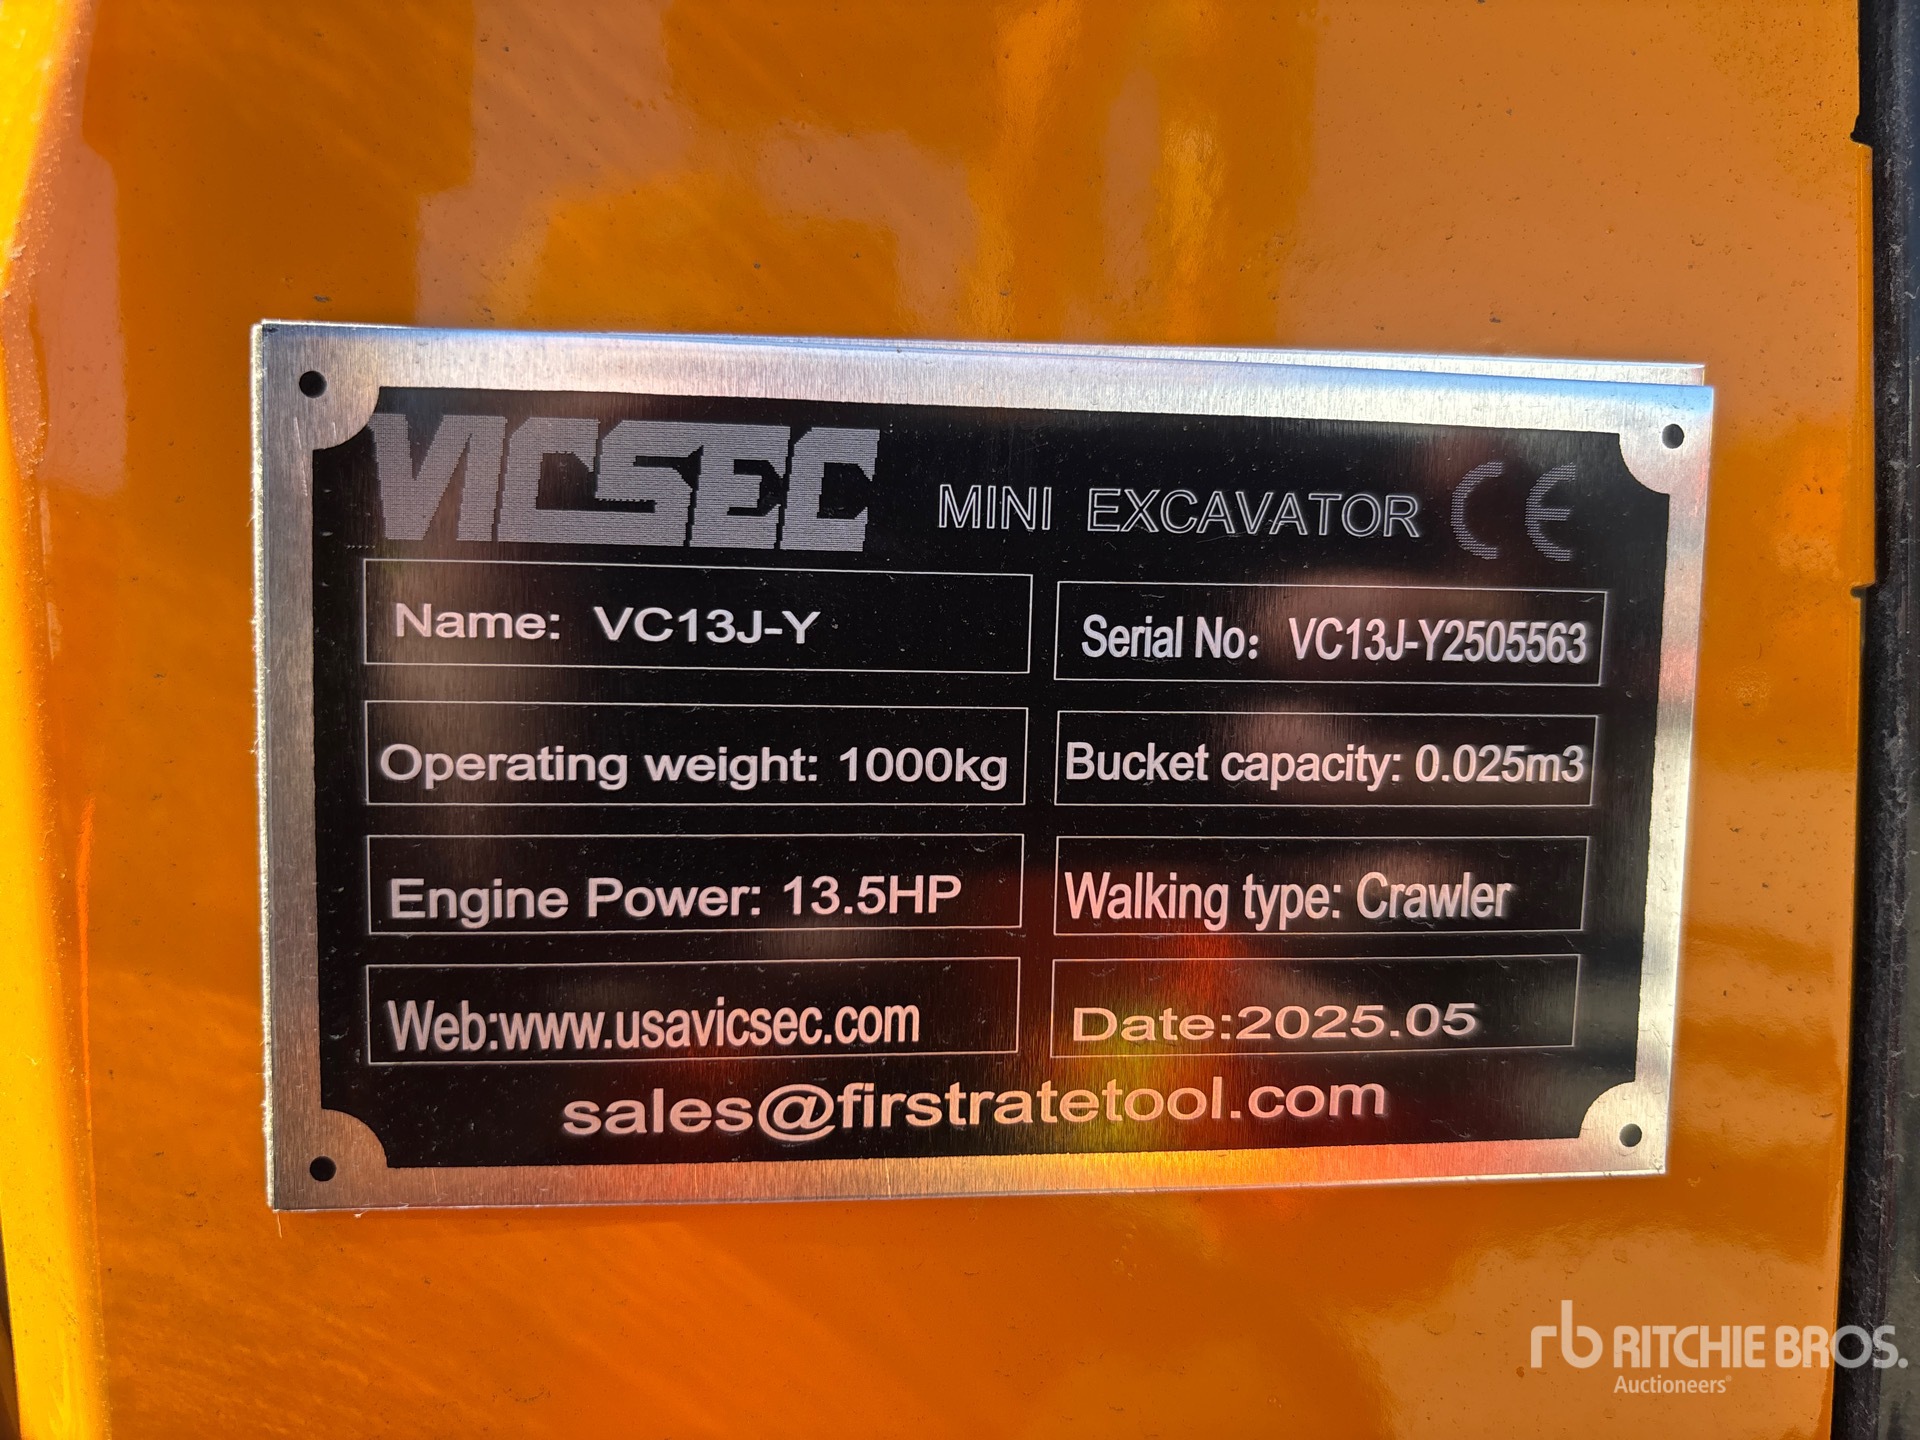 VICSEC MINI EXCAVATOR CE
Name: VC13J-Y
Serial No: VC13J-Y2505563
Operating weight: 1000kg
Bucket capacity: 0.025m3
Engine Power: 13.5HP
Walking type: Crawler
Web:www.usavicsec.com
Date:2025.05
sales@firstratetool.com
rb RITCHIE BROS.
Auctioneers